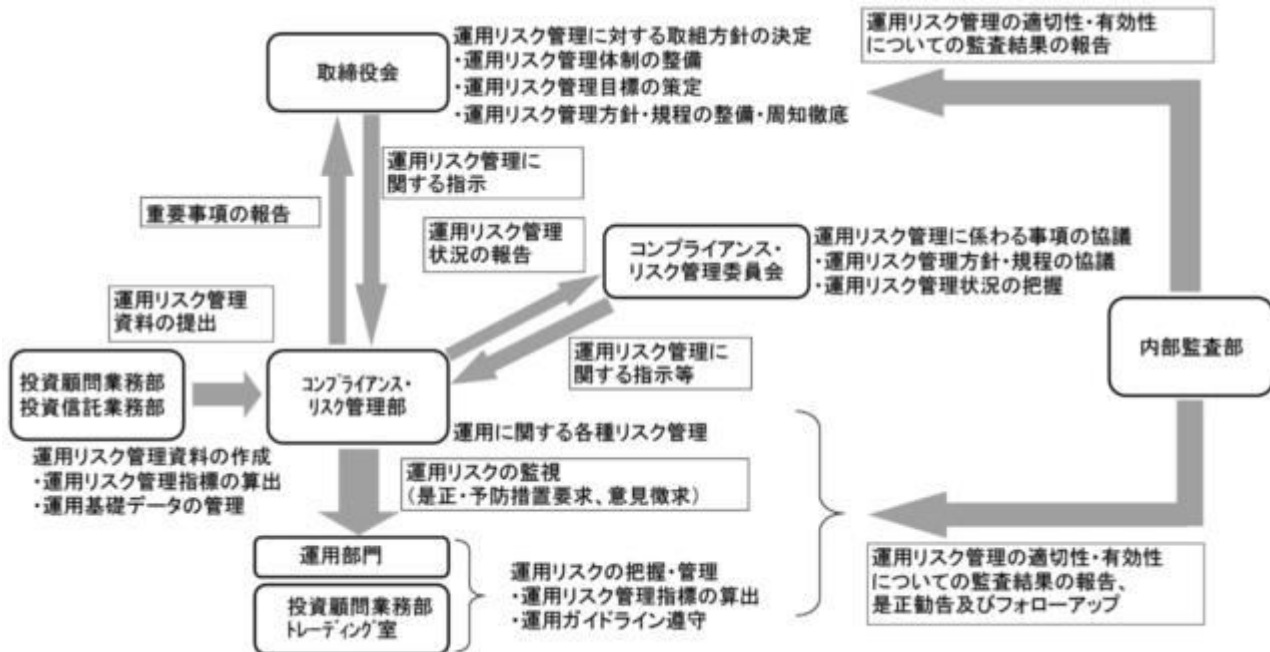 運用リスク管理に対する取組方針の決定
・運用リスク管理体制の整備
・運用リスク管理目標の策定
・運用リスク管理方針・規程の整備・周知徹底
取締役会
運用リスク管理の適切性・有効性
についての監査結果の報告
運用リスク管理に
関する指示
重要事項の報告
運用リスク管理
状況の報告
コンプライアンス・
リスク管理委員会
運用リスク管理に係わる事項の協議
・運用リスク管理方針・規程の協議
・運用リスク管理状況の把握
運用リスク管理
資料の提出
内部監査部
運用リスク管理に
関する指示等
投資顧問業務部
投資信託業務部
コンプライアンス・
リスク管理部
運用に関する各種リスク管理
運用リスク管理資料の作成
・運用リスク管理指標の算出
・運用基礎データの管理
運用リスクの監視
（是正・予防措置要求、意見徴求）
運用部門
投資顧問業務部
トレーディング室
運用リスクの把握・管理
・運用リスク管理指標の算出
・運用ガイドライン遵守
運用リスク管理の適切性・有効性
についての監査結果の報告、
是正勧告及びフォローアップ